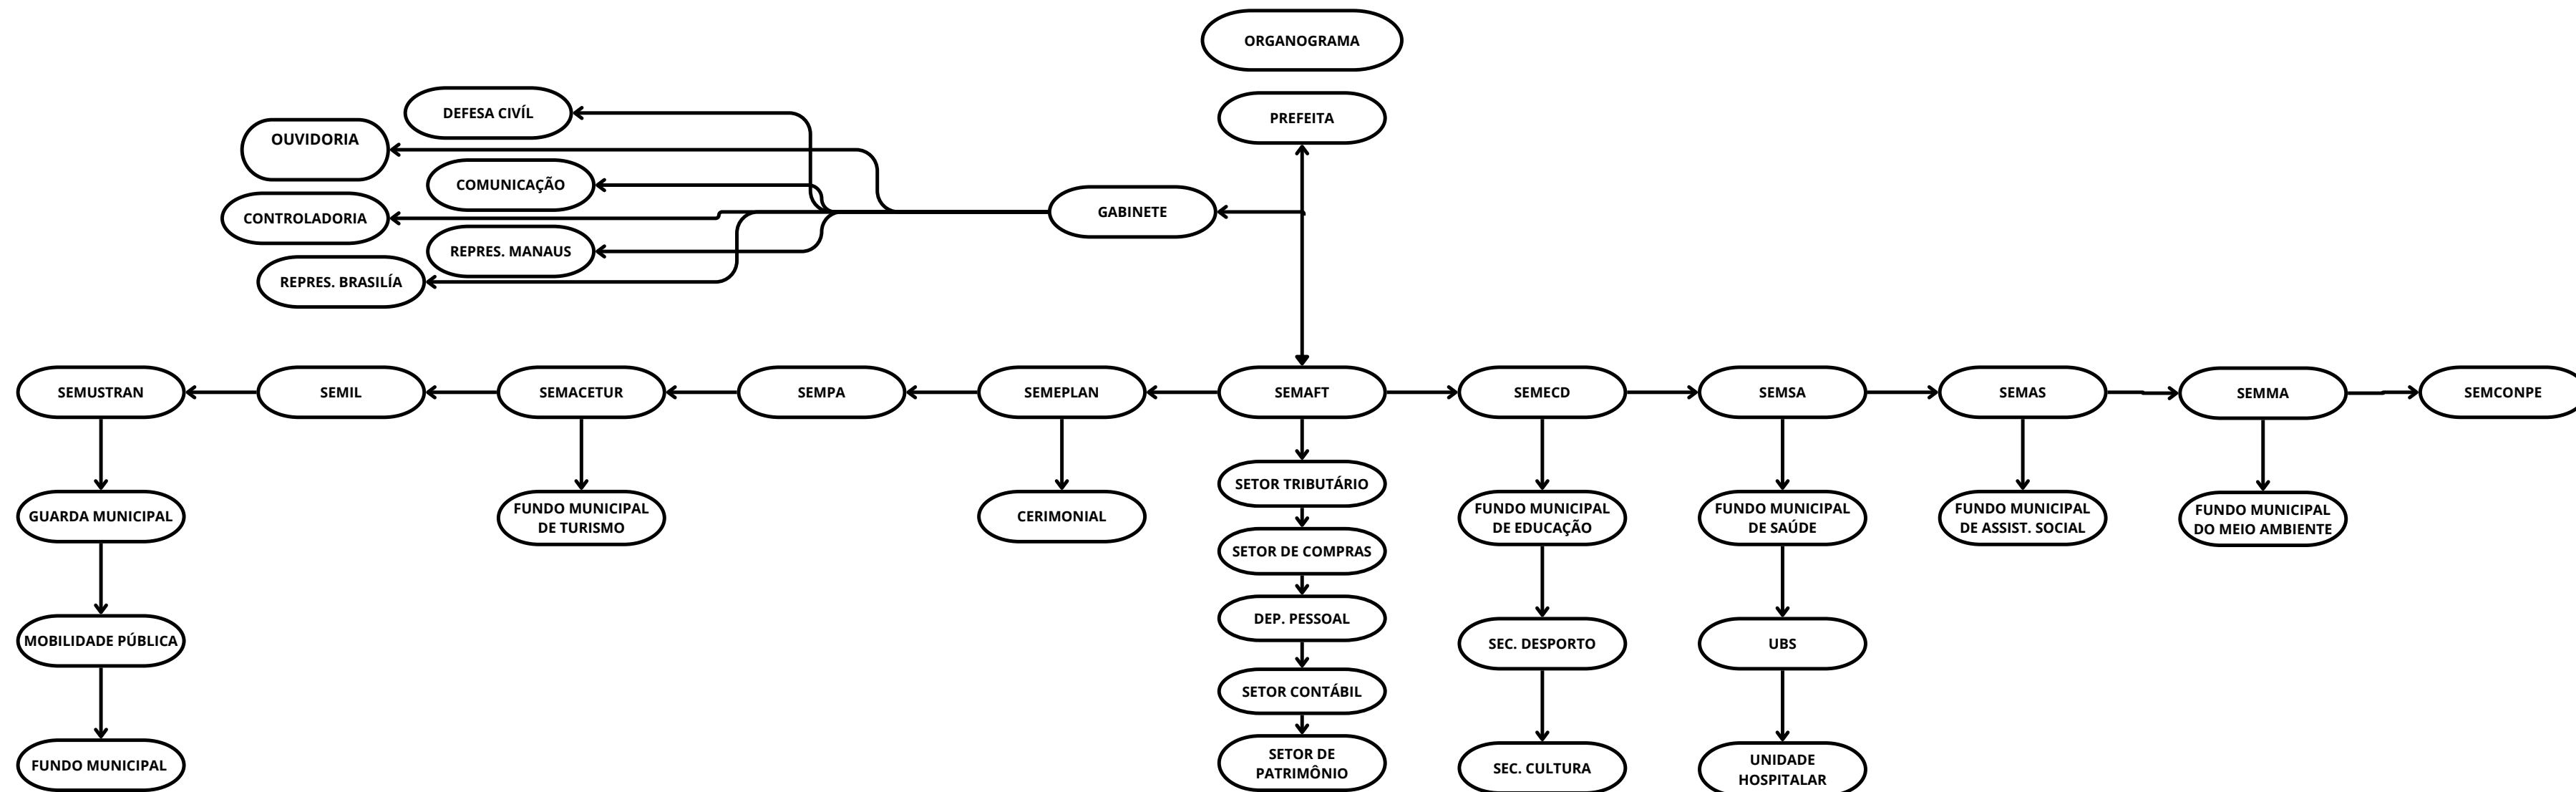 ORGANOGRAMA
PREFEITA
DEFESA CIVÍL
OUVIDORIA
COMUNICAÇÃO
CONTROLADORIA
GABINETE
REPRES. MANAUS
REPRES. BRASILÍA
SEMUSTRAN
SEMIL
SEMACETUR
SEMPA
SEMEPLAN
SEMAFT
SEMECD
SEMSA
SEMAS
SEMMA
SEMCONPE
GUARDA MUNICIPAL
MOBILIDADE PÚBLICA
FUNDO MUNICIPAL
FUNDO MUNICIPAL
DE TURISMO
CERIMONIAL
SETOR TRIBUTÁRIO
SETOR DE COMPRAS
DEP. PESSOAL
SETOR CONTÁBIL
SETOR DE
PATRIMÔNIO
FUNDO MUNICIPAL
DE EDUCAÇÃO
SEC. DESPORTO
SEC. CULTURA
FUNDO MUNICIPAL
DE SAÚDE
UBS
UNIDADE
HOSPITALAR
FUNDO MUNICIPAL
DE ASSIST. SOCIAL
FUNDO MUNICIPAL
DO MEIO AMBIENTE